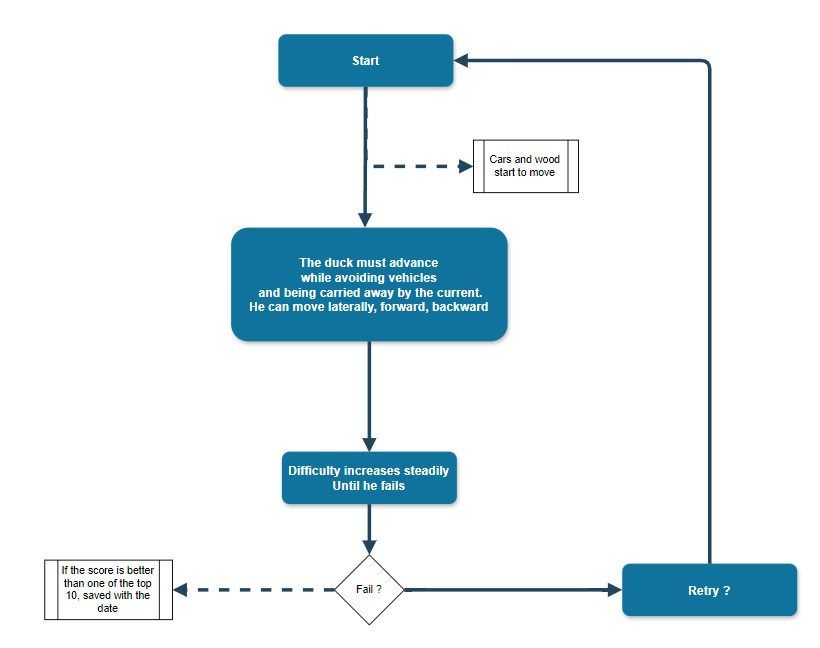 Start
Cars and wood
start to move
The duck must advance
while avoiding vehicles
and being carried away by the current.
He can move laterally, forward, backward
Difficulty increases steadily
Until he fails
If the score is better
than one of the top
10, saved with the
date
Fail ?
Retry ?